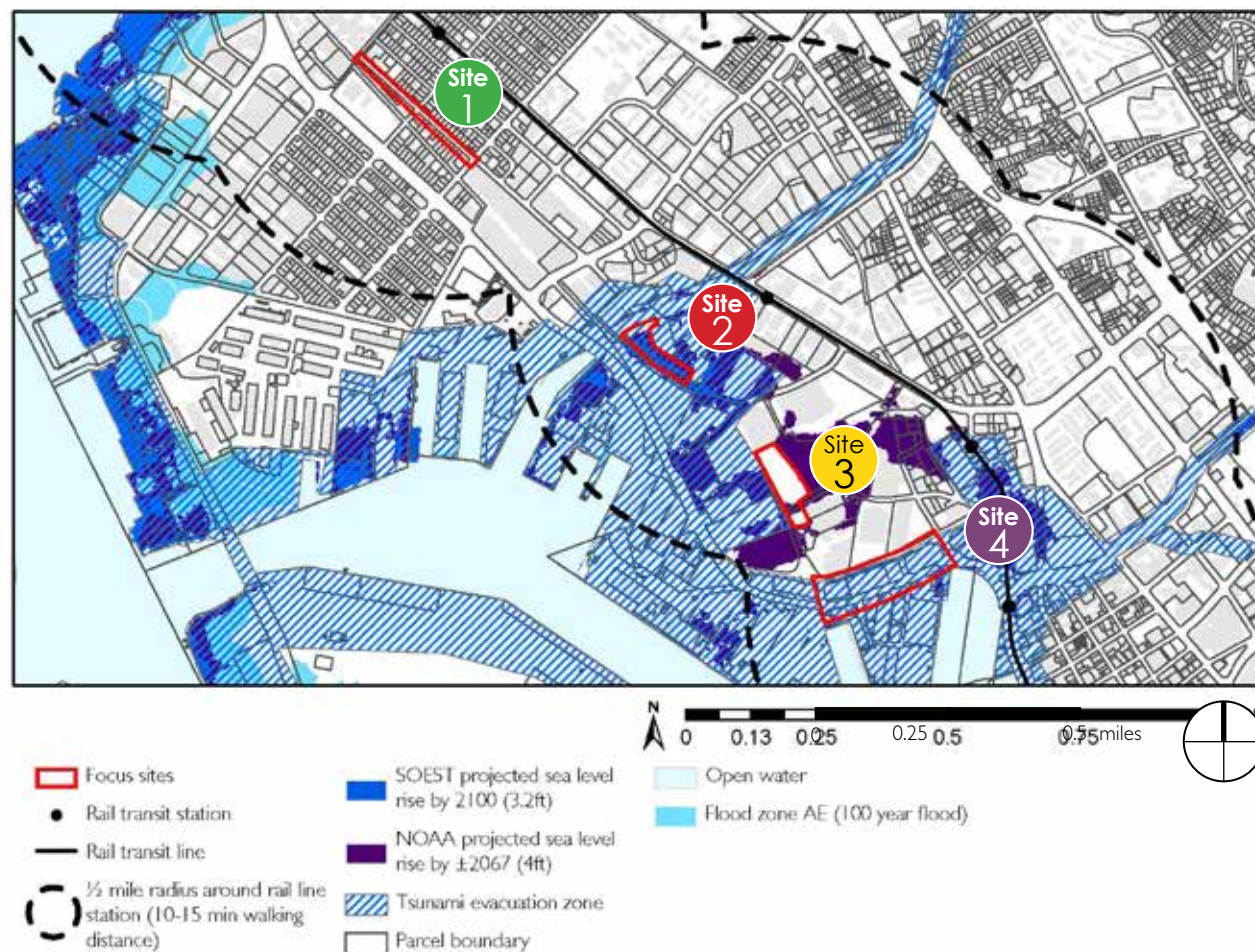 Site
1
Site
2
Site
3
Site
4
N
0 0.13 0.25 0.5 0.75
0.25 0.5 miles
Focus sites
Rail transit station
Rail transit line
½ mile radius around rail line
station (10-15 min walking
distance)
SOEST projected sea level
rise by 2100 (3.2ft)
NOAA projected sea level
rise by ±2067 (4ft)
Tsunami evacuation zone
Parcel boundary
Open water
Flood zone AE (100 year flood)